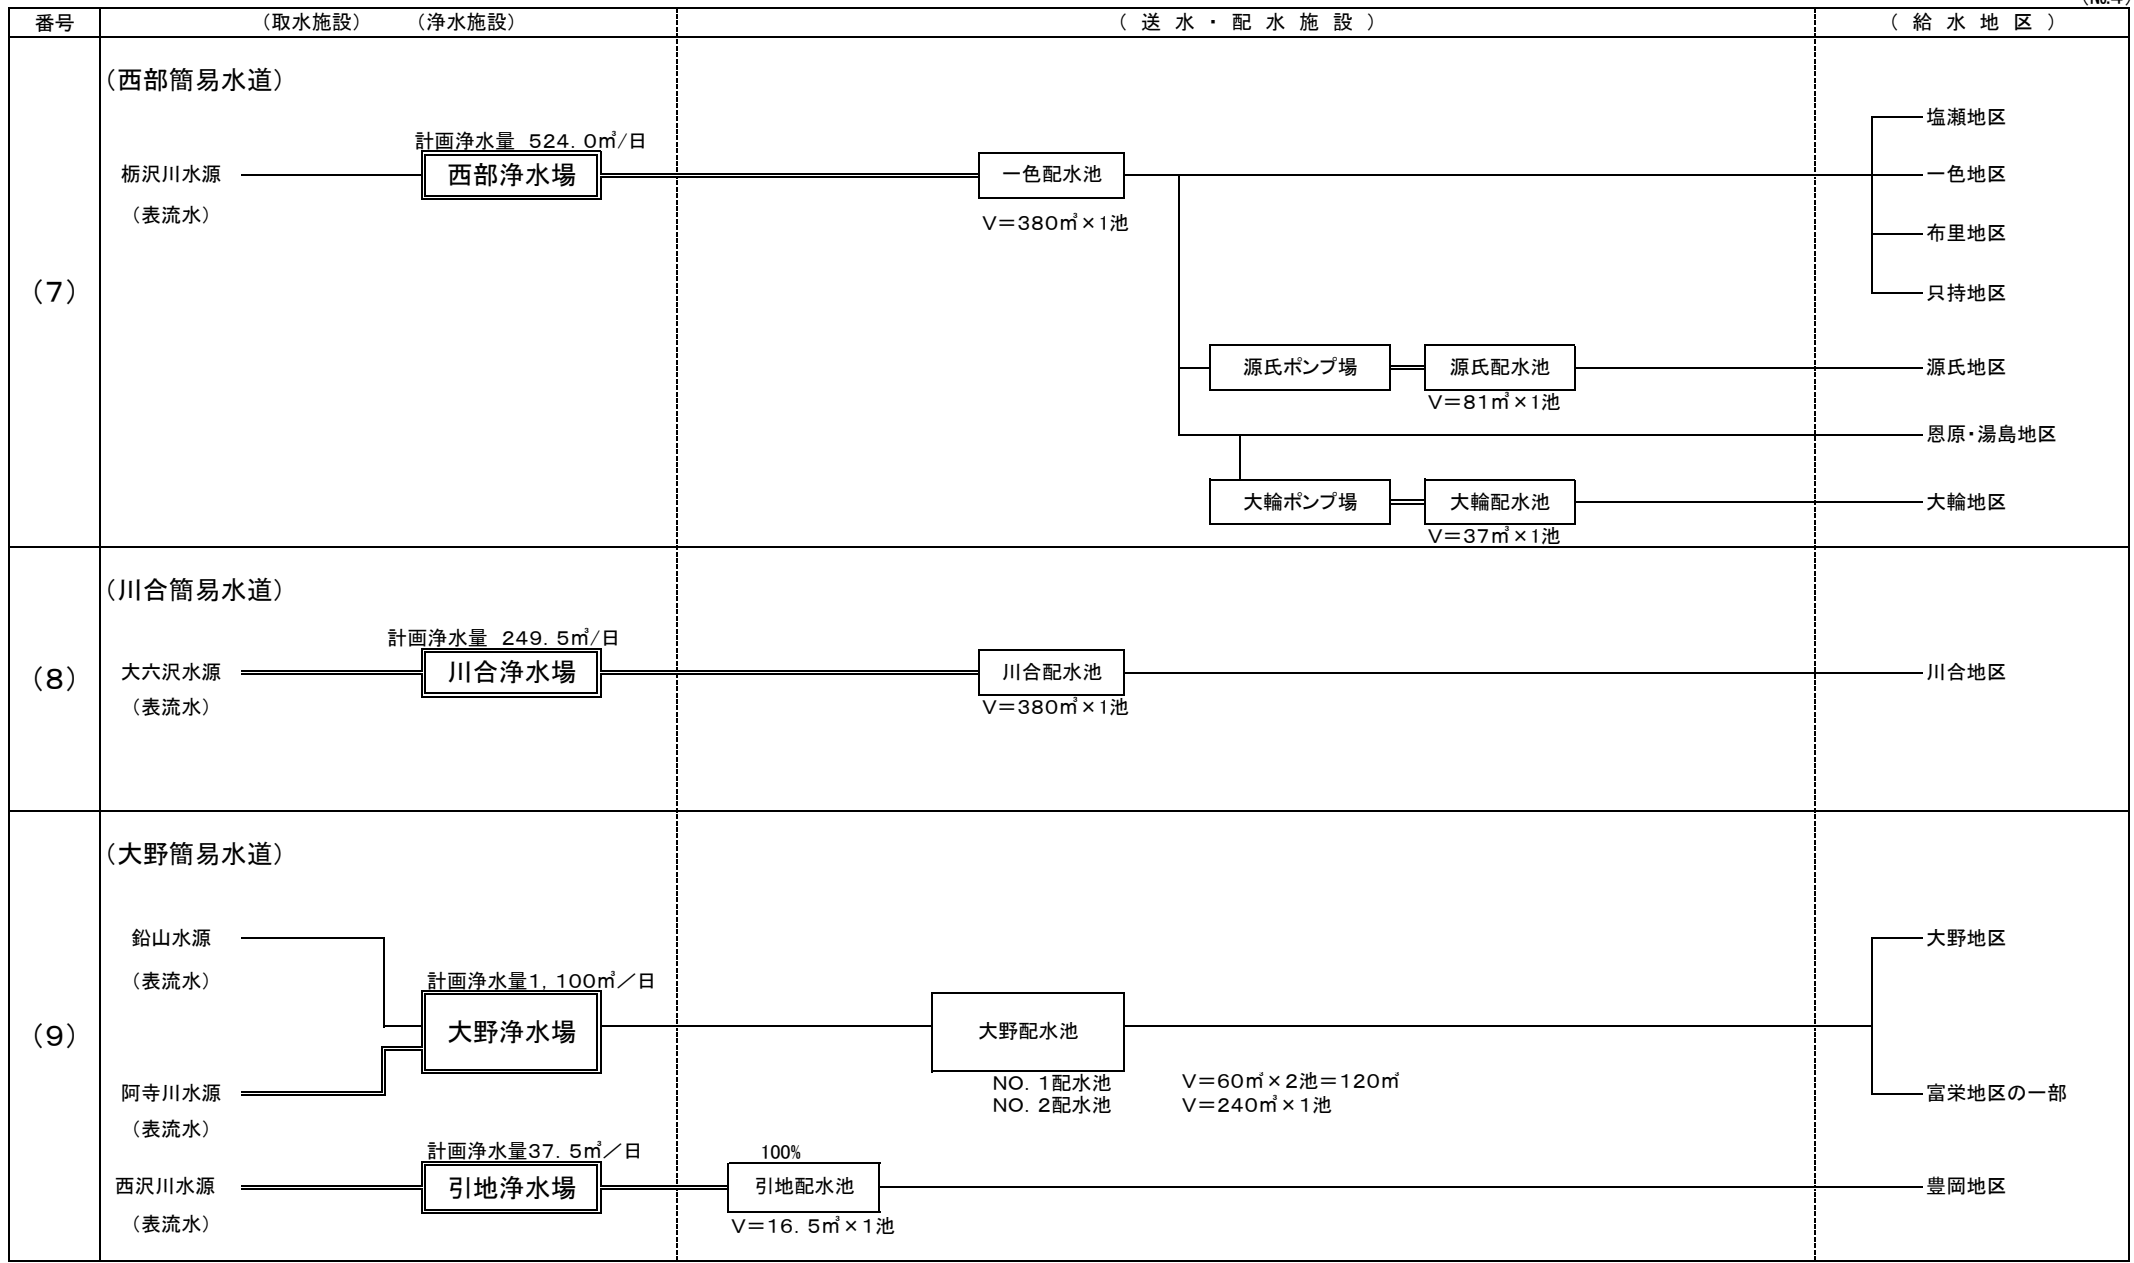 (No.4)
番号 （取水施設） （浄水施設） （ 送 水 ・ 配 水 施 設 ） （ 給 水 地 区 ）
（7）
（西部簡易水道）
計画浄水量 524．0㎥/日
栃沢川水源
（表流水）
西部浄水場
一色配水池
V＝380㎥×1池
塩瀬地区
一色地区
布里地区
只持地区
源氏ポンプ場
源氏配水池
V＝81㎥×1池
源氏地区
恩原・湯島地区
大輪ポンプ場
大輪配水池
V＝37㎥×1池
大輪地区
（8）
（川合簡易水道）
計画浄水量 249．5㎥/日
大六沢水源
（表流水）
川合浄水場
川合配水池
V＝380㎥×1池
川合地区
（9）
（大野簡易水道）
鉛山水源
（表流水）
計画浄水量1，100㎥／日
大野浄水場
阿寺川水源
（表流水）
大野配水池
NO．1配水池 V＝60㎥×2池＝120㎥
NO．2配水池 V＝240㎥×1池
大野地区
富栄地区の一部
計画浄水量37．5㎥／日
西沢川水源
（表流水）
引地浄水場
100%
引地配水池
V＝16．5㎥×1池
豊岡地区